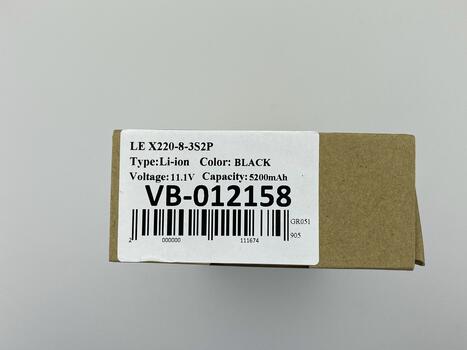 LE X220-8-3S2P
Type:Li-ion Color: BLACK
Voltage: 11.1V Capacity:5200mAh
VB-012158
GR051
905
2 000000 111674